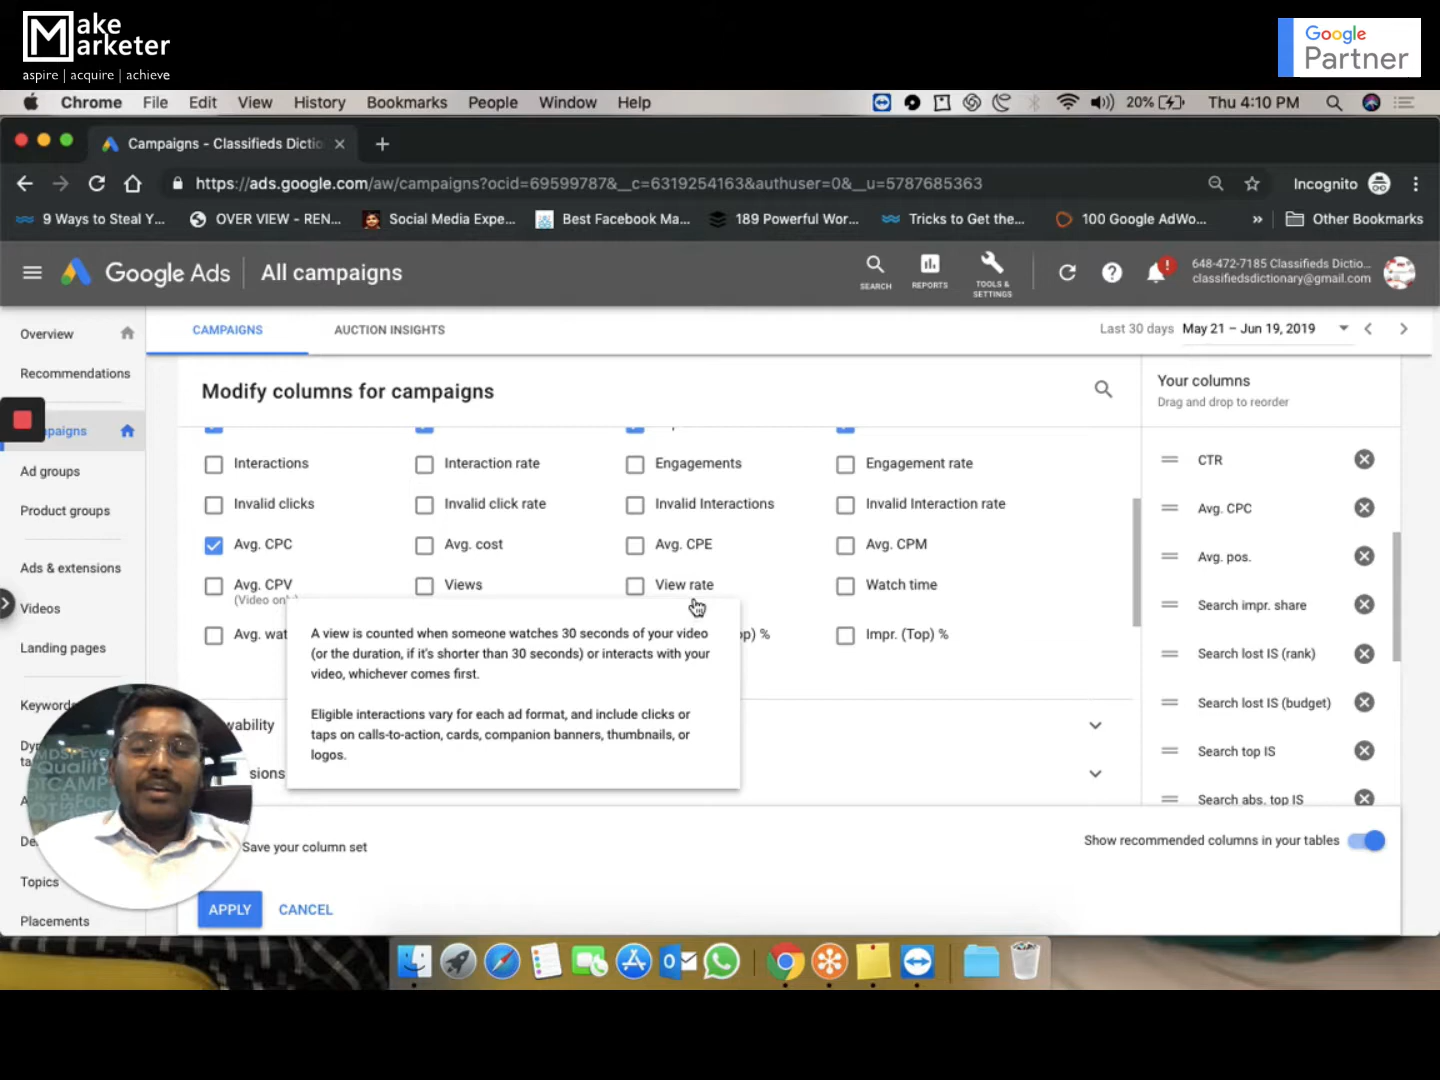 Make
Marketer
aspire | acquire | achieve
Google
Partner
Chrome File Edit View History Bookmarks People Window Help
20% Thu 4:10 PM
Campaigns - Classifieds Dictio
https://ads.google.com/aw/campaigns?ocid=69599787&__c=6319254163&authuser=0&__u=5787685363
Incognito
9 Ways to Steal Y...
OVER VIEW - REN...
Social Media Expe...
Best Facebook Ma...
189 Powerful Wor...
Tricks to Get the...
100 Google AdWo...
»
Other Bookmarks
Google Ads
All campaigns
SEARCH
REPORTS
TOOLS &
SETTINGS
648-472-7185 Classifieds Dictio...
classifiedsdictionary@gmail.com
Overview
Recommendations
paigns
Ad groups
Product groups
Ads & extensions
Videos
Landing pages
Keyword
Topics
Placements
CAMPAIGNS
AUCTION INSIGHTS
Last 30 days May 21 – Jun 19, 2019
Modify columns for campaigns
Interactions
Interaction rate
Engagements
Engagement rate
Invalid clicks
Invalid click rate
Invalid Interactions
Invalid Interaction rate
Avg. CPC
Avg. cost
Avg. CPE
Avg. CPM
Avg. CPV
(Video only
Views
View rate
Watch time
Avg. wat
op) %
Impr. (Top) %
A view is counted when someone watches 30 seconds of your video
(or the duration, if it's shorter than 30 seconds) or interacts with your
video, whichever comes first.
Eligible interactions vary for each ad format, and include clicks or
taps on calls-to-action, cards, companion banners, thumbnails, or
logos.
wability
sions
Your columns
Drag and drop to reorder
CTR
Avg. CPC
Avg. pos.
Search impr. share
Search lost IS (rank)
Search lost IS (budget)
Search top IS
Search abs. top IS
Save your column set
Show recommended columns in your tables
APPLY
CANCEL
Quality